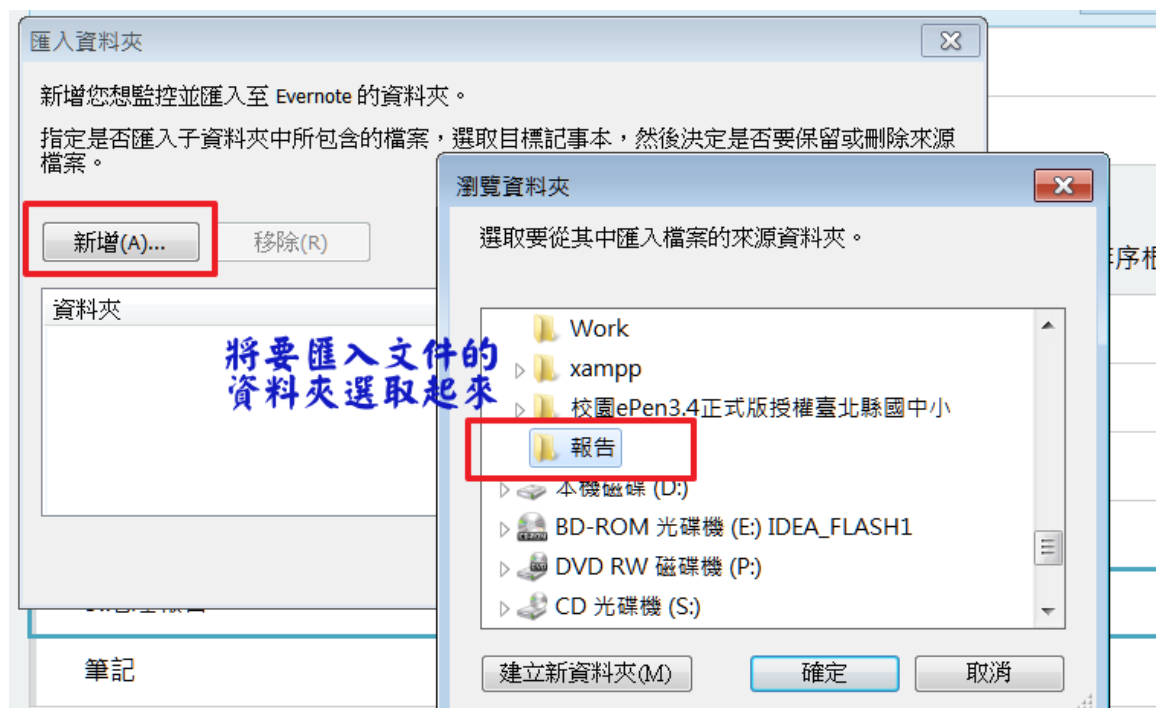 匯入資料夾
新增您想監控並匯入至 Evernote 的資料夾。
指定是否匯入子資料夾中所包含的檔案，選取目標記事本，然後決定是否要保留或刪除來源
檔案。
新增(A)...
移除(R)
資料夾
將要匯入文件的
資料夾選取起來
瀏覽資料夾
選取要從其中匯入檔案的來源資料夾。
Work
xampp
校園ePen3.4正式版授權臺北縣國中小
報告
本機磁碟 (D:)
BD-ROM 光碟機 (E:) IDEA_FLASH1
DVD RW 磁碟機 (P:)
CD 光碟機 (S:)
建立新資料夾(M)
確定
取消
筆記